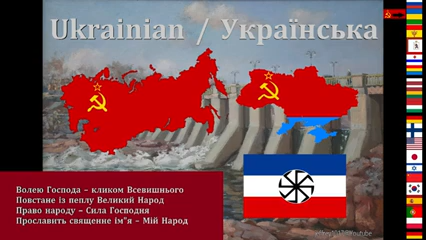 Ukrainian / Українська
Волею Господа – кликом Всевишнього
Повстане із пеплу Великий Народ
Право народу – Сила Господня
Прославить священне ім"я – Мій Народ